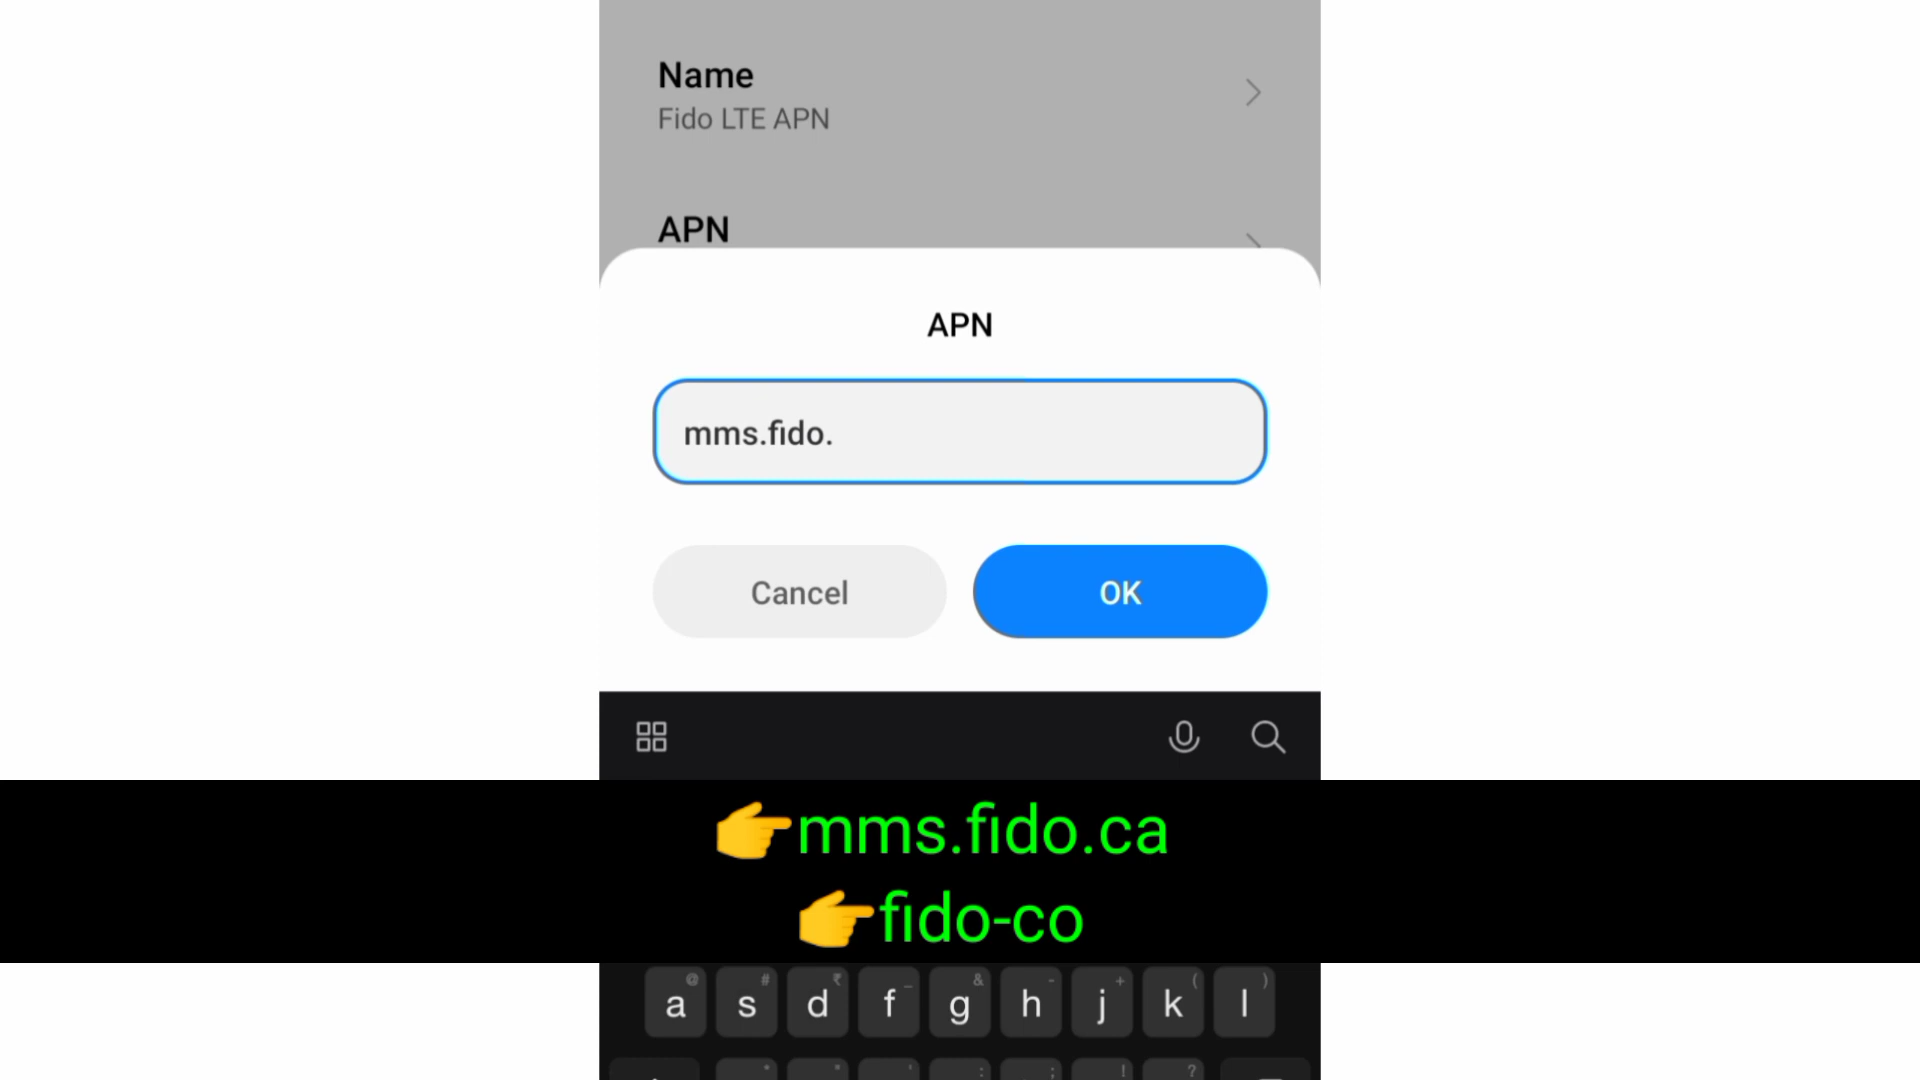 Name
Fido LTE APN
APN
APN
mms.fido.
Cancel
OK
👉mms.fido.ca
👉fido-co
@ # ₹ _ & - + ( )
a s d f g h j k l
* " ' : ; ! ?